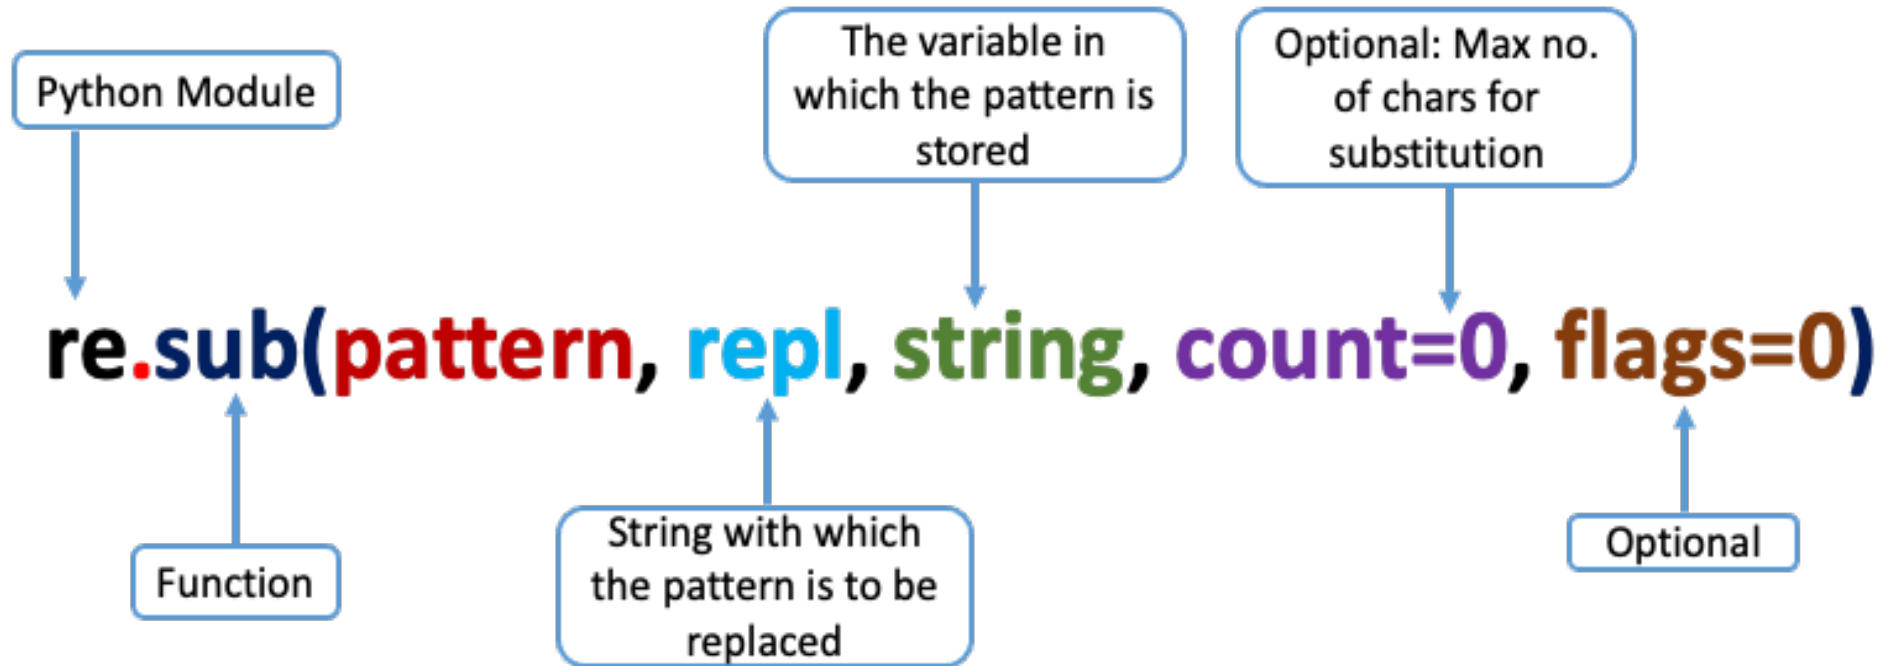 Python Module
The variable in
which the pattern is
stored
Optional: Max no.
of chars for
substitution
re.sub(pattern, repl, string, count=0, flags=0)
Function
String with which
the pattern is to be
replaced
Optional